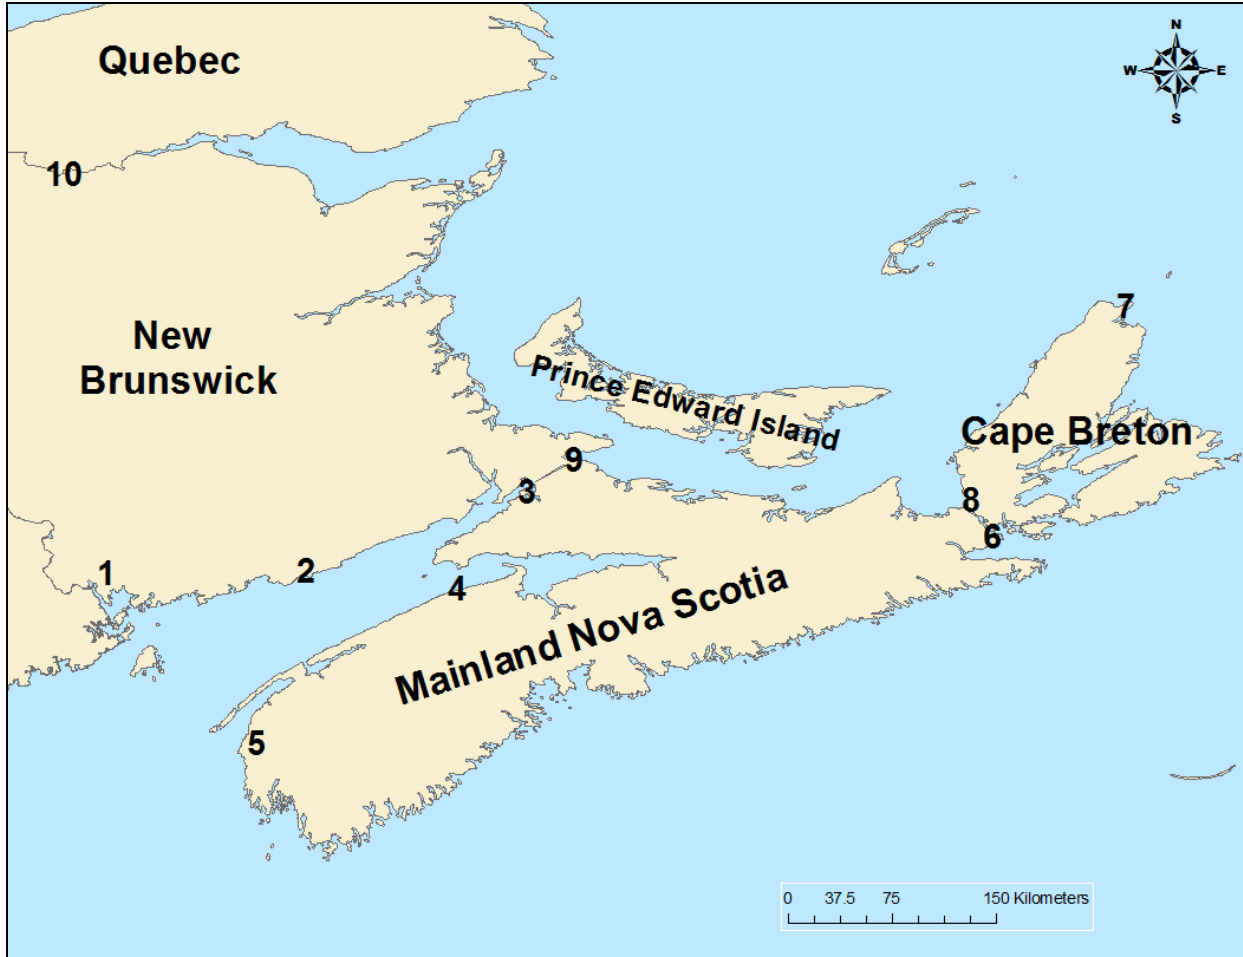 Quebec
N
W
E
S
10
7
New
Brunswick
Prince Edward Island
Cape Breton
9
3
8
6
1
2
4
Mainland Nova Scotia
5
0 37.5 75 150 Kilometers